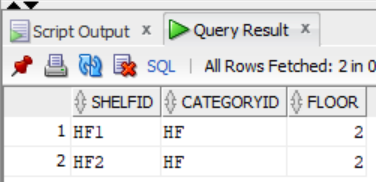 Script Output x Query Result x
SQL | All Rows Fetched: 2 in 0
SHELFID CATEGORYID FLOOR
1 HF1 HF 2
2 HF2 HF 2